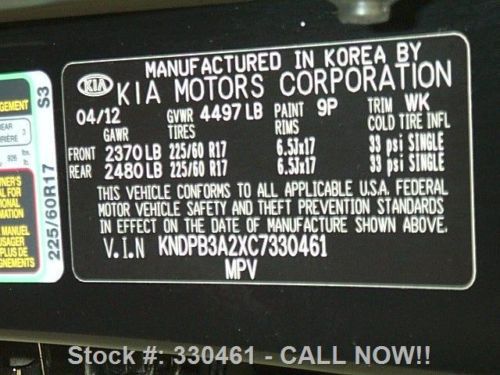 MANUFACTURED IN KOREA BY
KIA KIA MOTORS CORPORATION
04/12 GVWR 4497 LB PAINT 9P TRIM WK
GAWR TIRES RIMS COLD TIRE INFL
FRONT 2370 LB 225/60 R17 6.5Jx17 33 psi SINGLE
REAR 2480 LB 225/60 R17 6.5Jx17 33 psi SINGLE
THIS VEHICLE CONFORMS TO ALL APPLICABLE U.S.A. FEDERAL
MOTOR VEHICLE SAFETY AND THEFT PREVENTION STANDARDS
IN EFFECT ON THE DATE OF MANUFACTURE SHOWN ABOVE.
V.I.N KNDPB3A2XC7330461
MPV
225/60R17 S3
Stock #: 330461 - CALL NOW!!